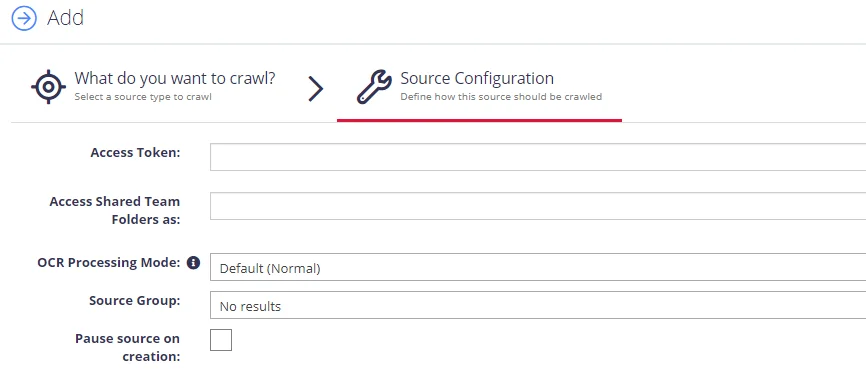 Add
What do you want to crawl?
Select a source type to crawl
Source Configuration
Define how this source should be crawled
Access Token:
Access Shared Team
Folders as:
OCR Processing Mode:
Default (Normal)
Source Group:
No results
Pause source on
creation: